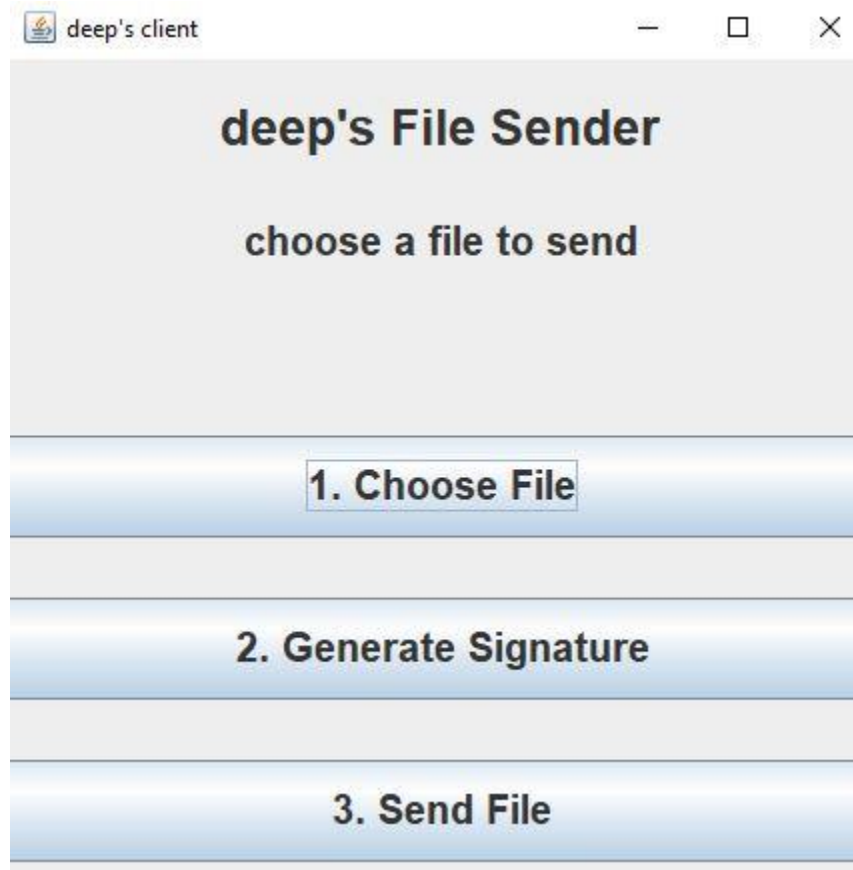 deep's client
deep's File Sender
choose a file to send
1. Choose File
2. Generate Signature
3. Send File